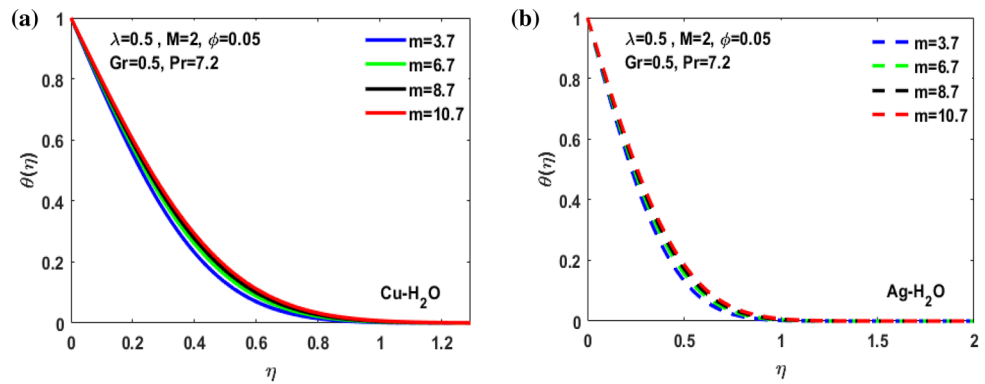 (a)
λ=0.5 , M=2, ϕ=0.05
Gr=0.5, Pr=7.2
m=3.7
m=6.7
m=8.7
m=10.7
1
0.8
0.6
0.4
0.2
0
θ(η)
Cu-H₂O
0 0.2 0.4 0.6 0.8 1 1.2
η
(b)
λ=0.5 , M=2, ϕ=0.05
Gr=0.5, Pr=7.2
m=3.7
m=6.7
m=8.7
m=10.7
1
0.8
0.6
0.4
0.2
0
θ(η)
Ag-H₂O
0 0.5 1 1.5 2
η